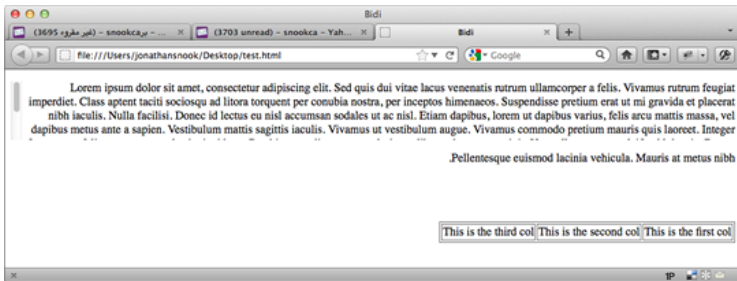 Bidi
(3695 غير مقروء) - snookca بر...
(3703 unread) - snookca - Yah...
Bidi
file:///Users/jonathansnook/Desktop/test.html
Google
Lorem ipsum dolor sit amet, consectetur adipiscing elit. Sed quis dui vitae lacus venenatis rutrum ullamcorper a felis. Vivamus rutrum feugiat
imperdiet. Class aptent taciti sociosqu ad litora torquent per conubia nostra, per inceptos himenaeos. Suspendisse pretium erat ut mi gravida et placerat
nibh iaculis. Nulla facilisi. Donec id lectus eu nisl accumsan sodales ut ac nisl. Etiam dapibus, lorem ut dapibus varius, felis arcu mattis massa, vel
dapibus metus ante a sapien. Vestibulum mattis sagittis iaculis. Vivamus ut vestibulum augue. Vivamus commodo pretium mauris quis laoreet. Integer
.Pellentesque euismod lacinia vehicula. Mauris at metus nibh
This is the third col This is the second col This is the first col
1P